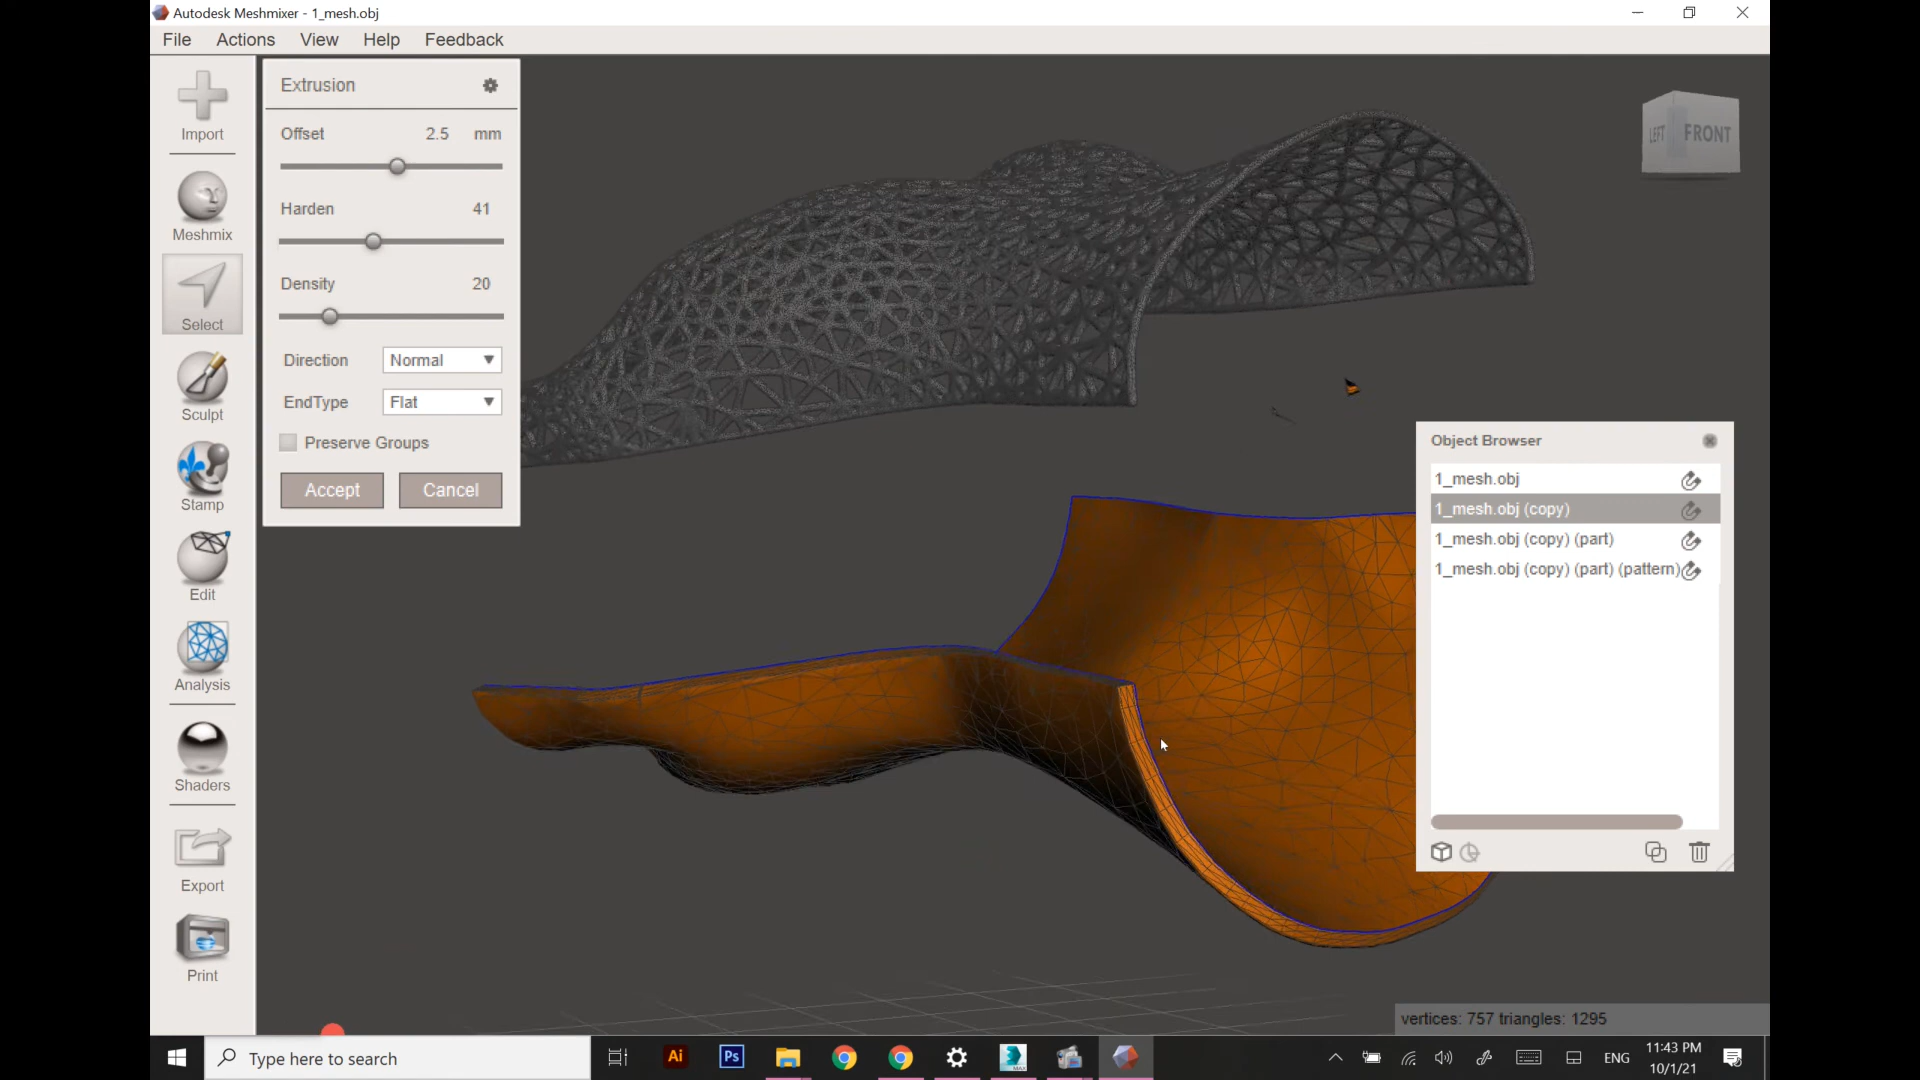 Autodesk Meshmixer - 1_mesh.obj
File Actions View Help Feedback
Import
Meshmix
Select
Sculpt
Stamp
Edit
Analysis
Shaders
Export
Print
Extrusion
Offset 2.5 mm
Harden 41
Density 20
Direction Normal
EndType Flat
Preserve Groups
Accept Cancel
LEFT FRONT
Object Browser
1_mesh.obj
1_mesh.obj (copy)
1_mesh.obj (copy) (part)
1_mesh.obj (copy) (part) (pattern)
vertices: 757 triangles: 1295
Type here to search
Ai
Ps
MAX
ENG
11:43 PM
10/1/21